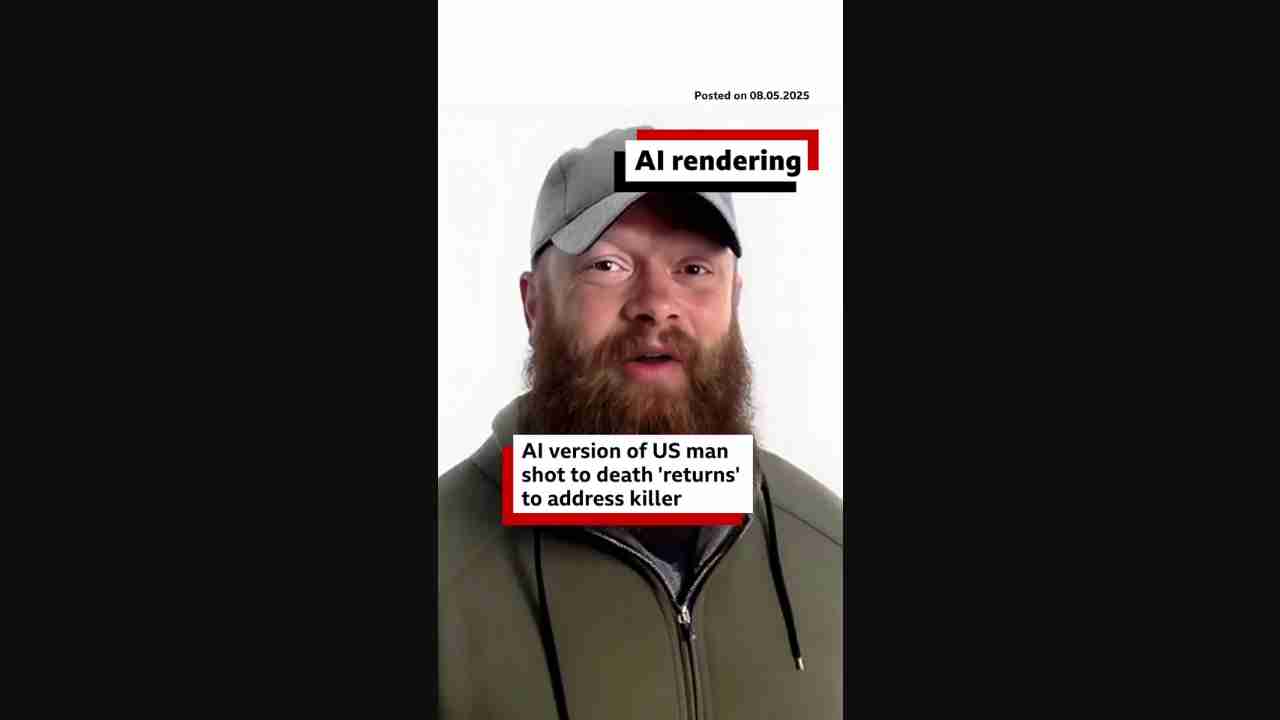 Posted on 08.05.2025
AI rendering
AI version of US man
shot to death 'returns'
to address killer